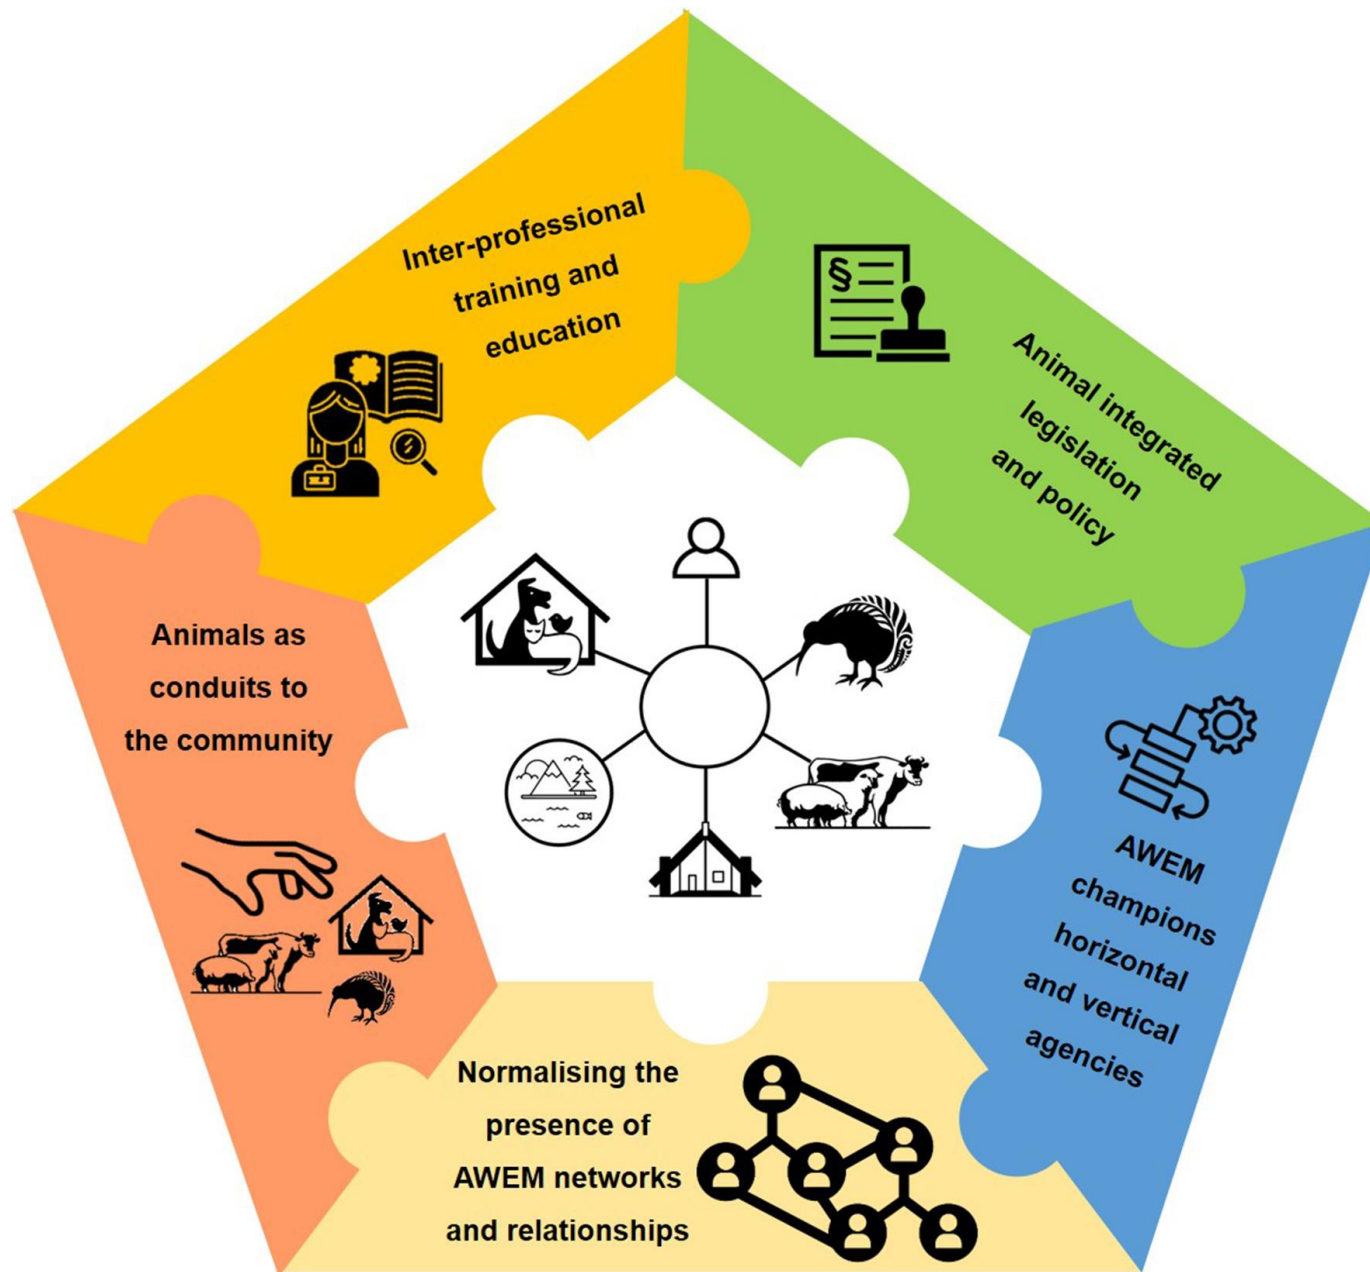 Inter-professional
training and
education
§
Animal integrated
legislation
and policy
Animals as
conduits to
the community
AWEM
champions
horizontal
and vertical
agencies
Normalising the
presence of
AWEM networks
and relationships